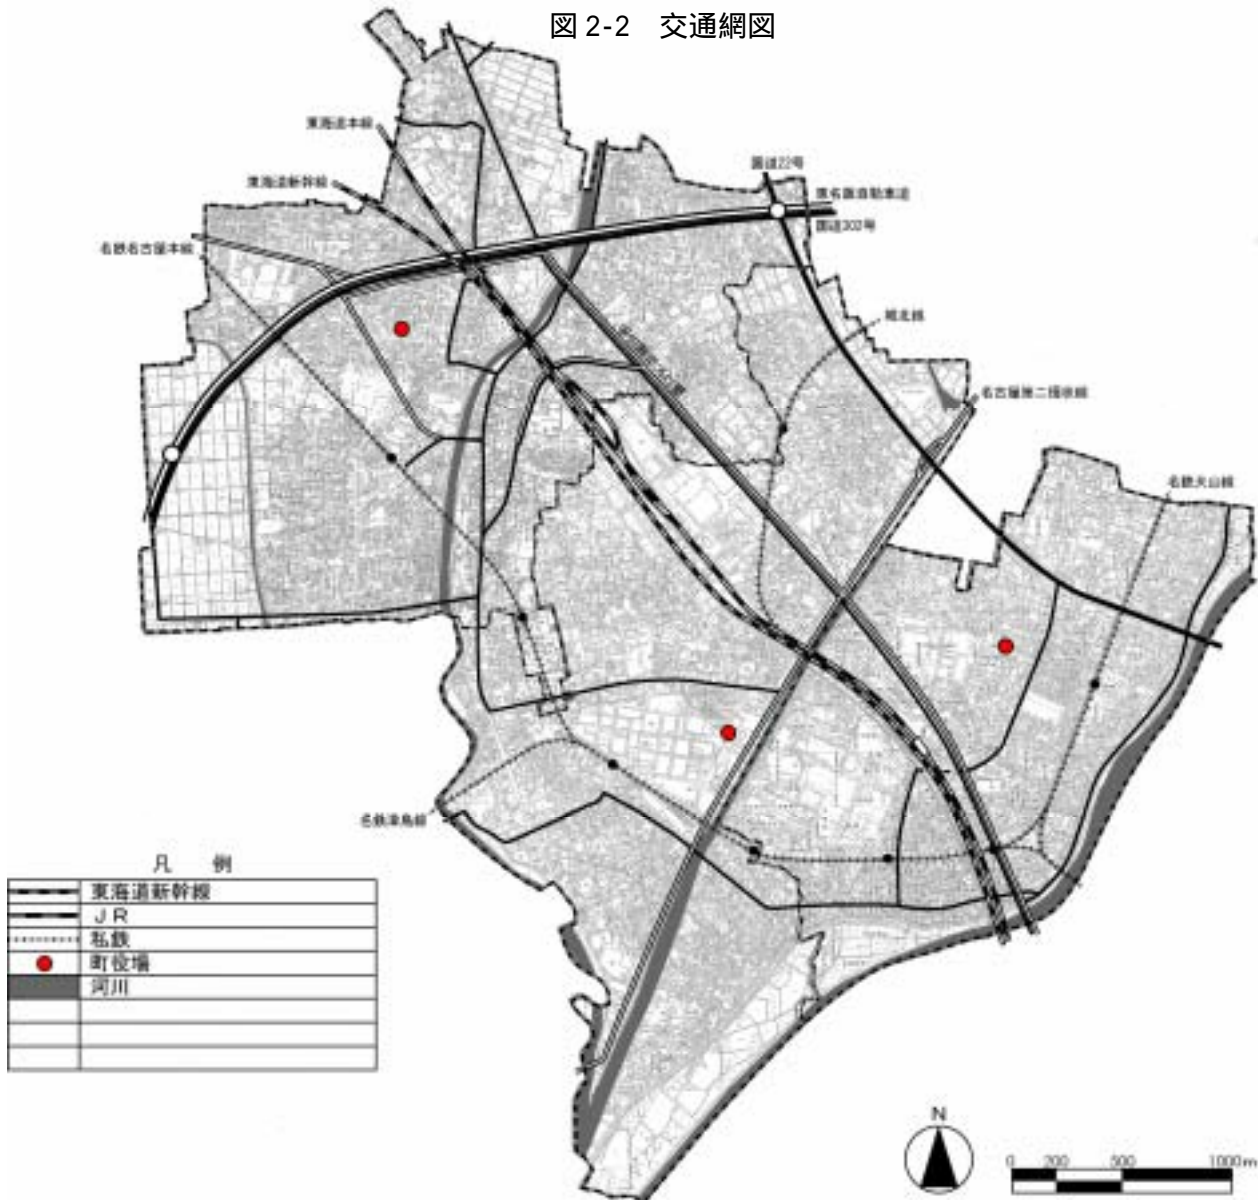 図 2-2 交通網図
東海道本線
国道22号
東海道新幹線
東名阪自動車道
国道302号
名鉄名古屋本線
城北線
名古屋第二環状線
名鉄犬山線
名鉄津島線
凡 例
東海道新幹線
ＪＲ
私鉄
町役場
河川
N
0 200 500 1000m